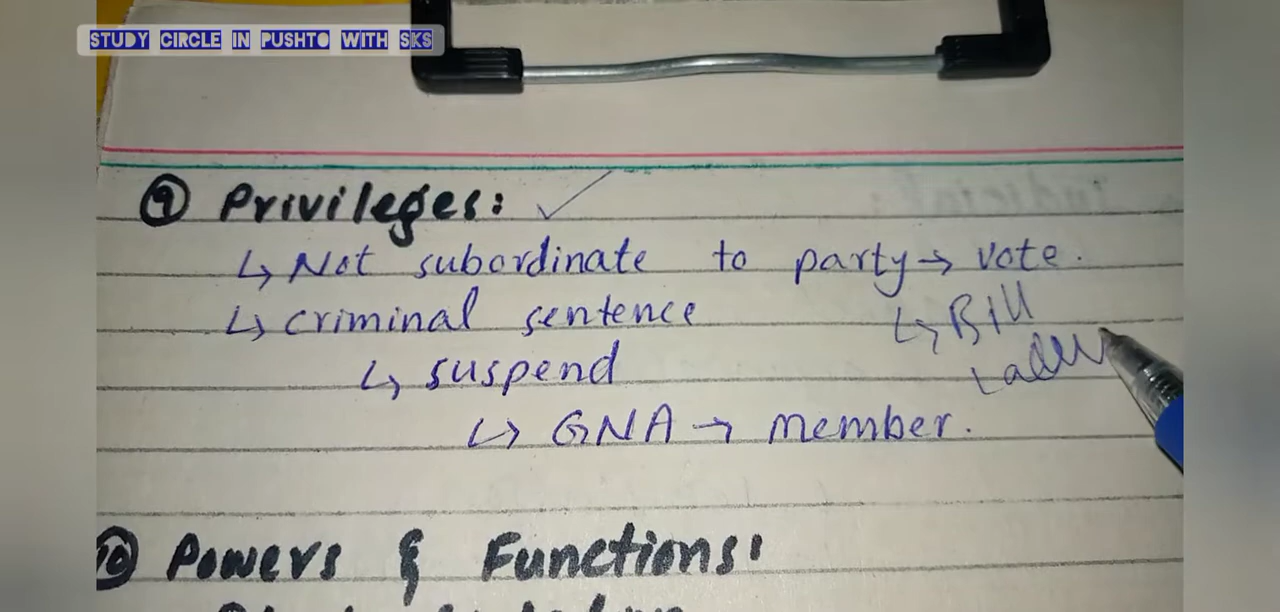 STUDY CIRCLE IN PUSHTO WITH SKS
9 Privileges:
↳ Not subordinate to party → vote.
↳ criminal sentence
↳ Bill
↳ suspend
↳ GNA → member.
10 Powers & Functions: